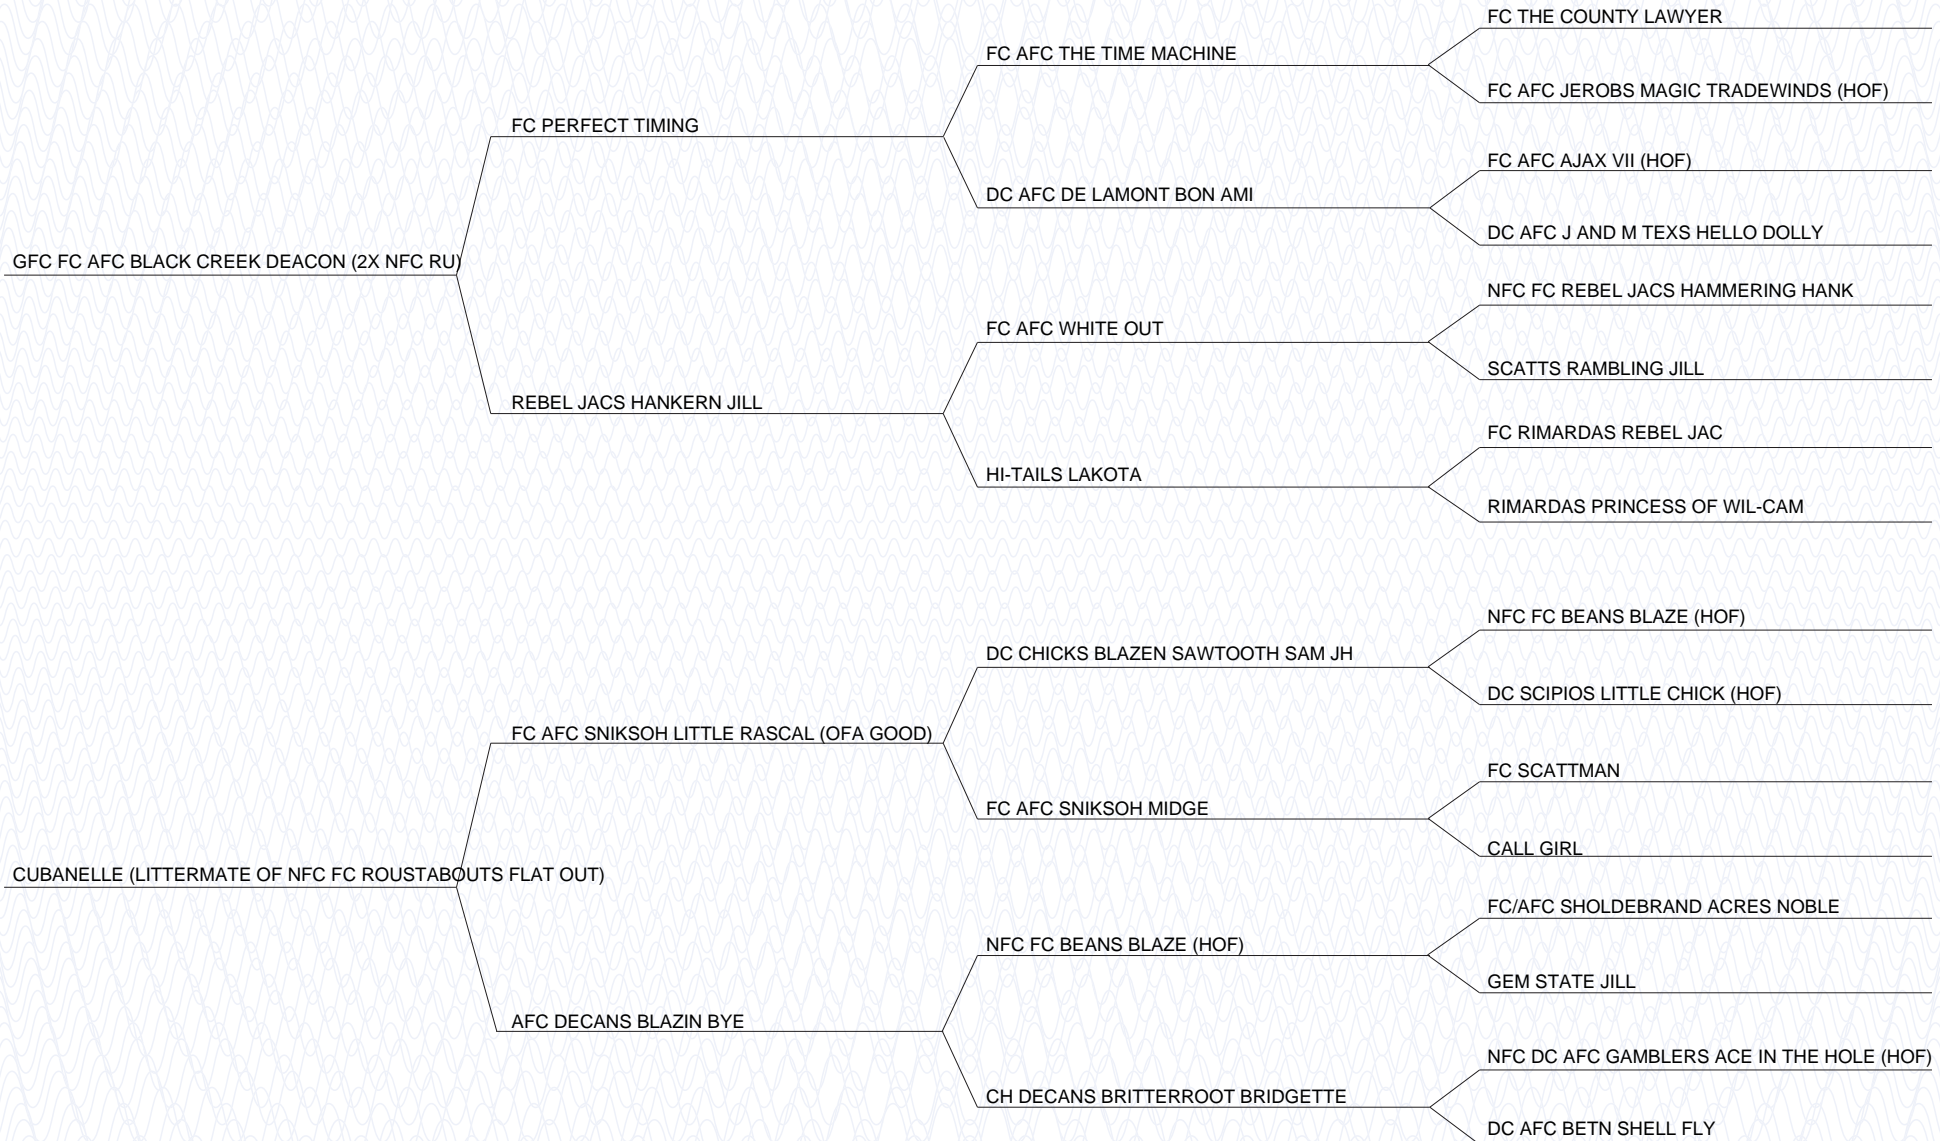 FC THE COUNTY LAWYER
FC AFC THE TIME MACHINE
FC AFC JEROBS MAGIC TRADEWINDS (HOF)
FC PERFECT TIMING
FC AFC AJAX VII (HOF)
DC AFC DE LAMONT BON AMI
DC AFC J AND M TEXS HELLO DOLLY
GFC FC AFC BLACK CREEK DEACON (2X NFC RU)
NFC FC REBEL JACS HAMMERING HANK
FC AFC WHITE OUT
SCATTS RAMBLING JILL
REBEL JACS HANKERN JILL
FC RIMARDAS REBEL JAC
HI-TAILS LAKOTA
RIMARDAS PRINCESS OF WIL-CAM
NFC FC BEANS BLAZE (HOF)
DC CHICKS BLAZEN SAWTOOTH SAM JH
DC SCIPIOS LITTLE CHICK (HOF)
FC AFC SNIKSOH LITTLE RASCAL (OFA GOOD)
FC SCATTMAN
FC AFC SNIKSOH MIDGE
CALL GIRL
CUBANELLE (LITTERMATE OF NFC FC ROUSTABOUTS FLAT OUT)
FC/AFC SHOLDEBRAND ACRES NOBLE
NFC FC BEANS BLAZE (HOF)
GEM STATE JILL
AFC DECANS BLAZIN BYE
NFC DC AFC GAMBLERS ACE IN THE HOLE (HOF)
CH DECANS BRITTERROOT BRIDGETTE
DC AFC BETN SHELL FLY